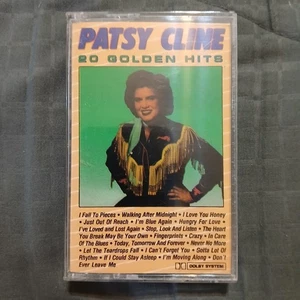 PATSY CLINE
20 GOLDEN HITS
I Fall To Pieces • Walking After Midnight • I Love You Honey
• Just Out Of Reach • I'm Blue Again • Hungry For Love •
I've Loved and Lost Again • Stop, Look And Listen • The Heart
You Break May Be Your Own • Fingerprints • Crazy • In Care
Of The Blues • Today, Tomorrow And Forever • Never No More
• Let The Teardrops Fall • I Can't Forget You • Gotta Lot Of
Rhythm • If I Could Stay Asleep • I'm Moving Along • Don't
Ever Leave Me
DOLBY SYSTEM